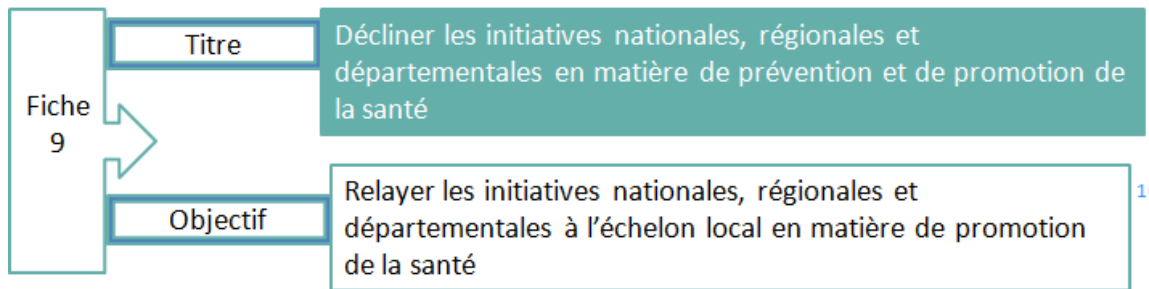 Fiche
9
Titre
Décliner les initiatives nationales, régionales et
départementales en matière de prévention et de promotion de
la santé
Objectif
Relayer les initiatives nationales, régionales et
départementales à l'échelon local en matière de promotion
de la santé
1